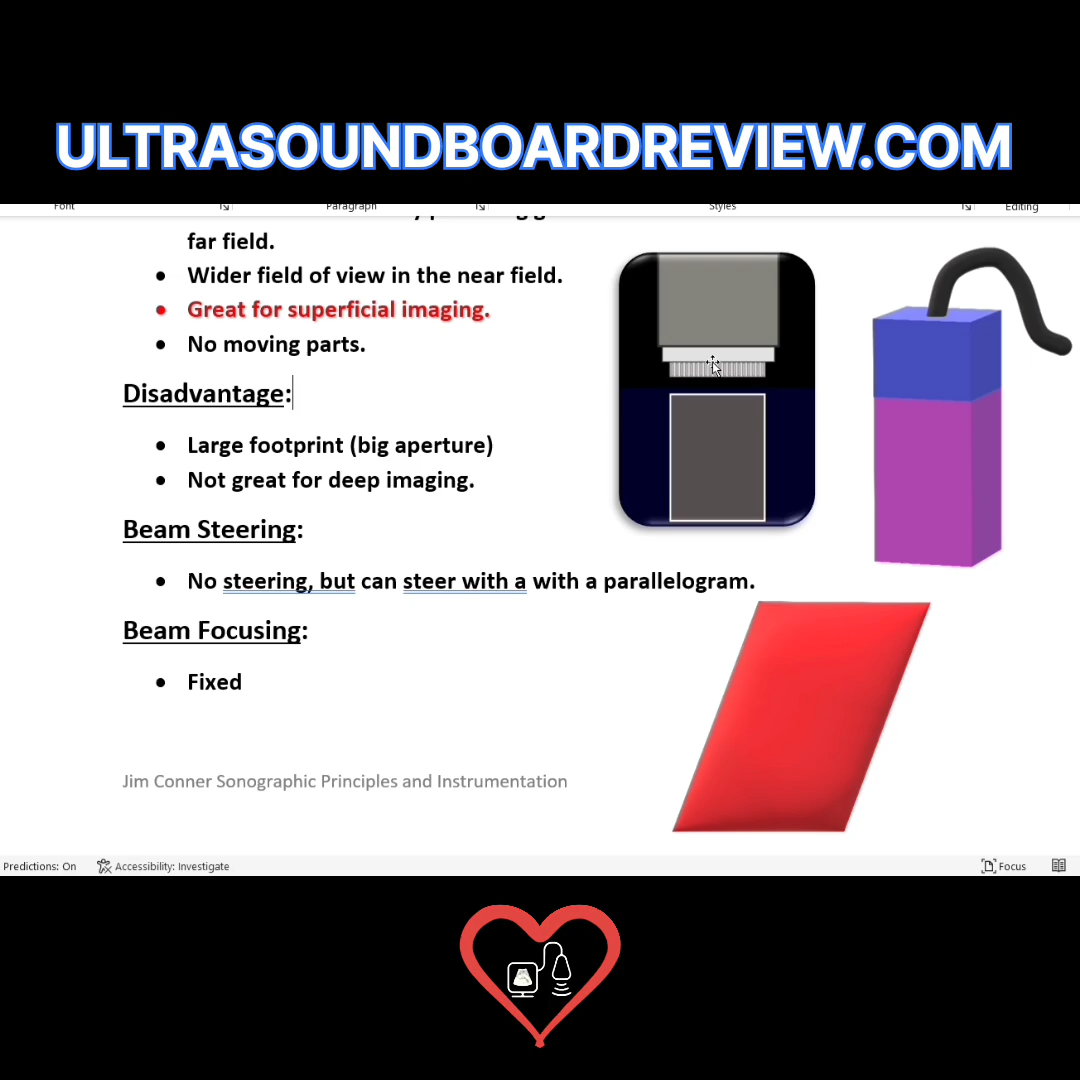 ULTRASOUNDBOARDREVIEW.COM
Font
Paragraph
Styles
Editing
far field.
• Wider field of view in the near field.
• Great for superficial imaging.
• No moving parts.
Disadvantage:
• Large footprint (big aperture)
• Not great for deep imaging.
Beam Steering:
• No steering, but can steer with a with a parallelogram.
Beam Focusing:
• Fixed
Jim Conner Sonographic Principles and Instrumentation
Predictions: On
Accessibility: Investigate
Focus